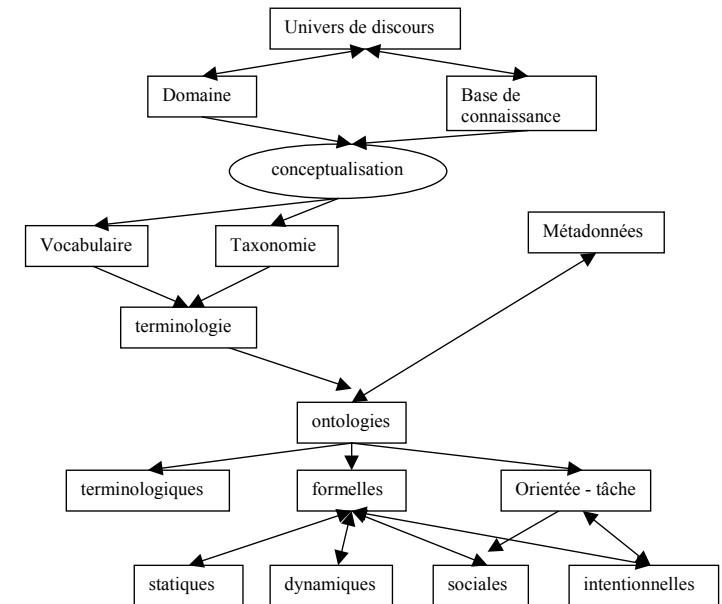 Univers de discours
Domaine
Base de
connaissance
conceptualisation
Vocabulaire
Taxonomie
Métadonnées
terminologie
ontologies
terminologiques
formelles
Orientée - tâche
statiques
dynamiques
sociales
intentionnelles